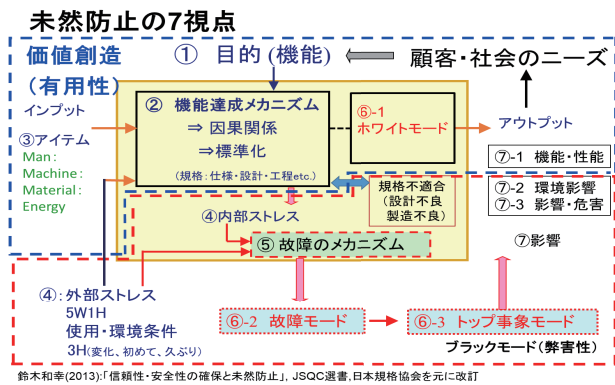 未然防止の7視点
価値創造
(有用性)
① 目的(機能)
顧客・社会のニーズ
インプット
③アイテム
Man：
Machine：
Material：
Energy
② 機能達成メカニズム
⇒ 因果関係
⇒標準化
(規格：仕様・設計・工程etc.)
⑥-1
ホワイトモード
アウトプット
⑦-1 機能・性能
⑦-2 環境影響
⑦-3 影響・危害
規格不適合
(設計不良
製造不良)
④内部ストレス
⑤ 故障のメカニズム
⑦影響
④：外部ストレス
5W1H
使用・環境条件
3H(変化、初めて、久ぶり)
⑥-2 故障モード
⑥-3 トップ事象モード
ブラックモード(弊害性)
鈴木和幸(2013)：｢信頼性・安全性の確保と未然防止｣, JSQC選書,日本規格協会を元に改訂